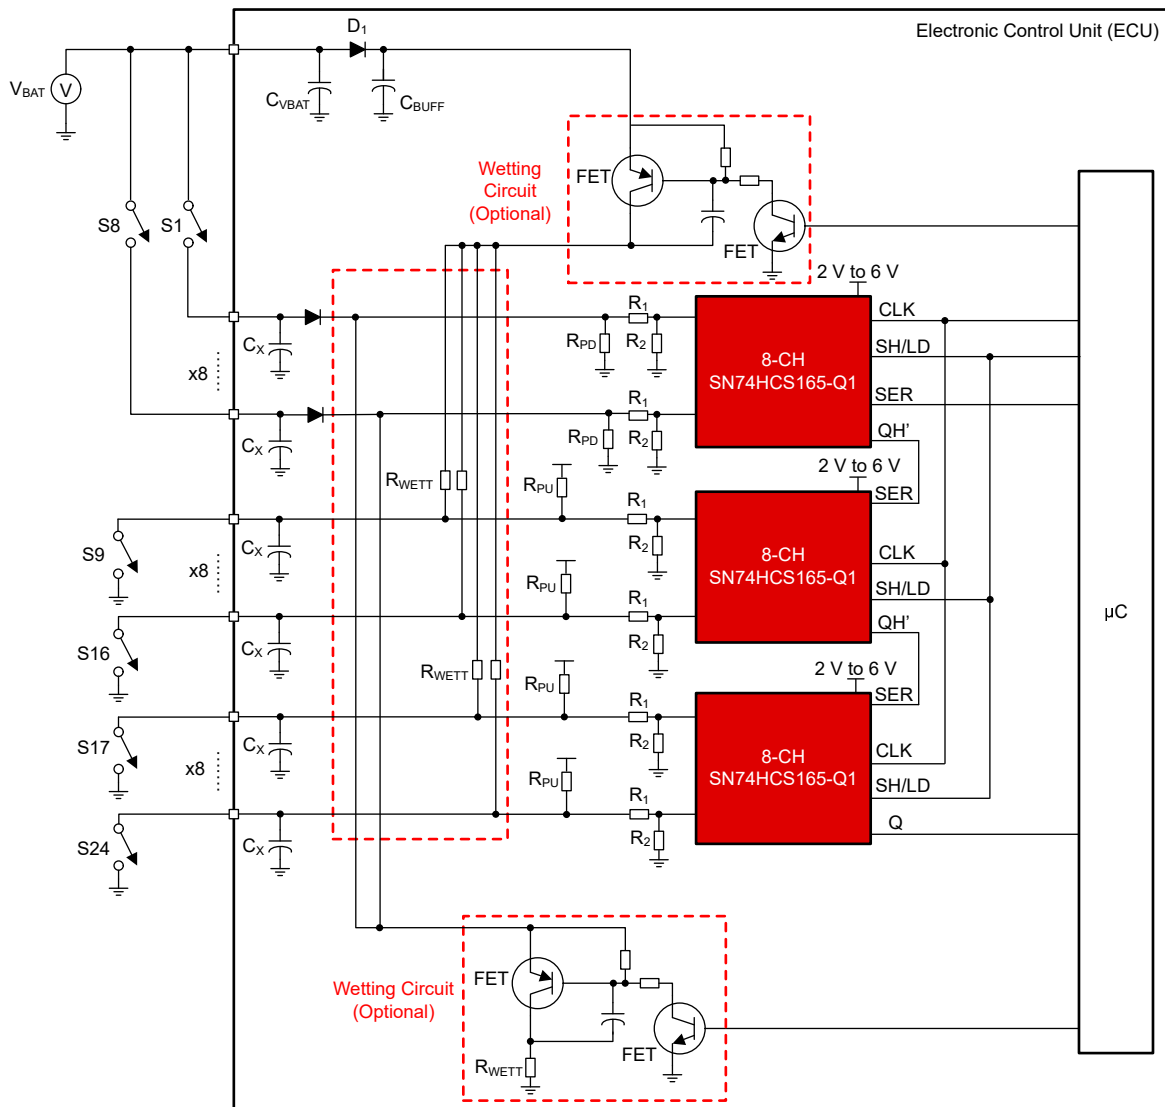 Electronic Control Unit (ECU)
D1
VBAT
V
CVBAT
CBUFF
Wetting
Circuit
(Optional)
FET
FET
S8
S1
2 V to 6 V
CX
x8
RPD
R1
R2
8-CH
SN74HCS165-Q1
CLK
SH/LD
SER
QH'
CX
RPD
R1
R2
RWETT
RPU
2 V to 6 V
SER
S9
CX
x8
R1
R2
8-CH
SN74HCS165-Q1
CLK
SH/LD
QH'
µC
S16
CX
RPU
R1
R2
RWETT
RPU
2 V to 6 V
SER
S17
CX
x8
R1
R2
8-CH
SN74HCS165-Q1
CLK
SH/LD
Q
S24
CX
RPU
R1
R2
Wetting Circuit
(Optional)
FET
FET
RWETT